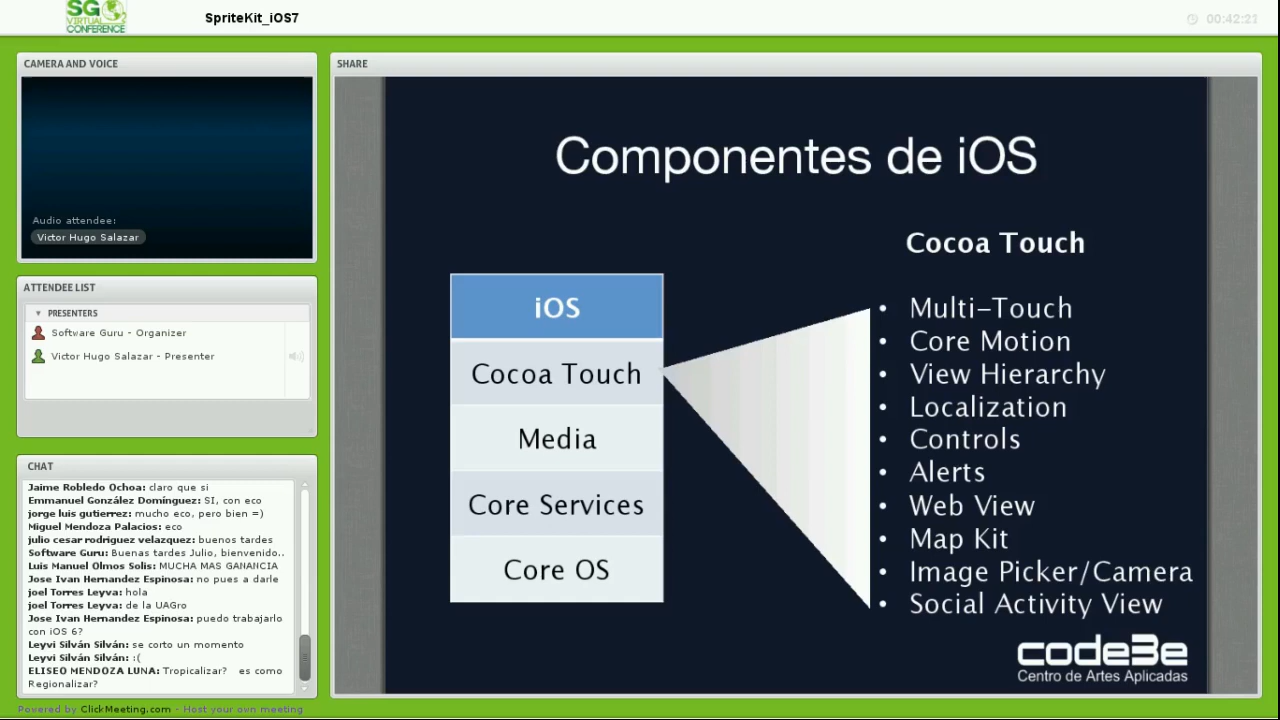 SG
VIRTUAL
CONFERENCE
SpriteKit_iOS7
00:42:21
CAMERA AND VOICE
Audio attendee:
Victor Hugo Salazar
ATTENDEE LIST
PRESENTERS
Software Guru - Organizer
Victor Hugo Salazar - Presenter
CHAT
Jaime Robledo Ochoa: claro que si
Emmanuel González Domínguez: SI, con eco
jorge luis gutierrez: mucho eco, pero bien =)
Miguel Mendoza Palacios: eco
julio cesar rodriguez velazquez: buenos tardes
Software Guru: Buenas tardes Julio, bienvenido..
Luis Manuel Olmos Solis: MUCHA MAS GANANCIA
Jose Ivan Hernandez Espinosa: no pues a darle
joel Torres Leyva: hola
joel Torres Leyva: de la UAGro
Jose Ivan Hernandez Espinosa: puedo trabajarlo
con iOS 6?
Leyvi Silván Silván: se corto un momento
Leyvi Silván Silván: :(
ELISEO MENDOZA LUNA: Tropicalizar? es como
Regionalizar?
Powered by ClickMeeting.com - Host your own meeting
SHARE
Componentes de iOS
iOS
Cocoa Touch
Media
Core Services
Core OS
Cocoa Touch
• Multi-Touch
• Core Motion
• View Hierarchy
• Localization
• Controls
• Alerts
• Web View
• Map Kit
• Image Picker/Camera
• Social Activity View
code3e
Centro de Artes Aplicadas